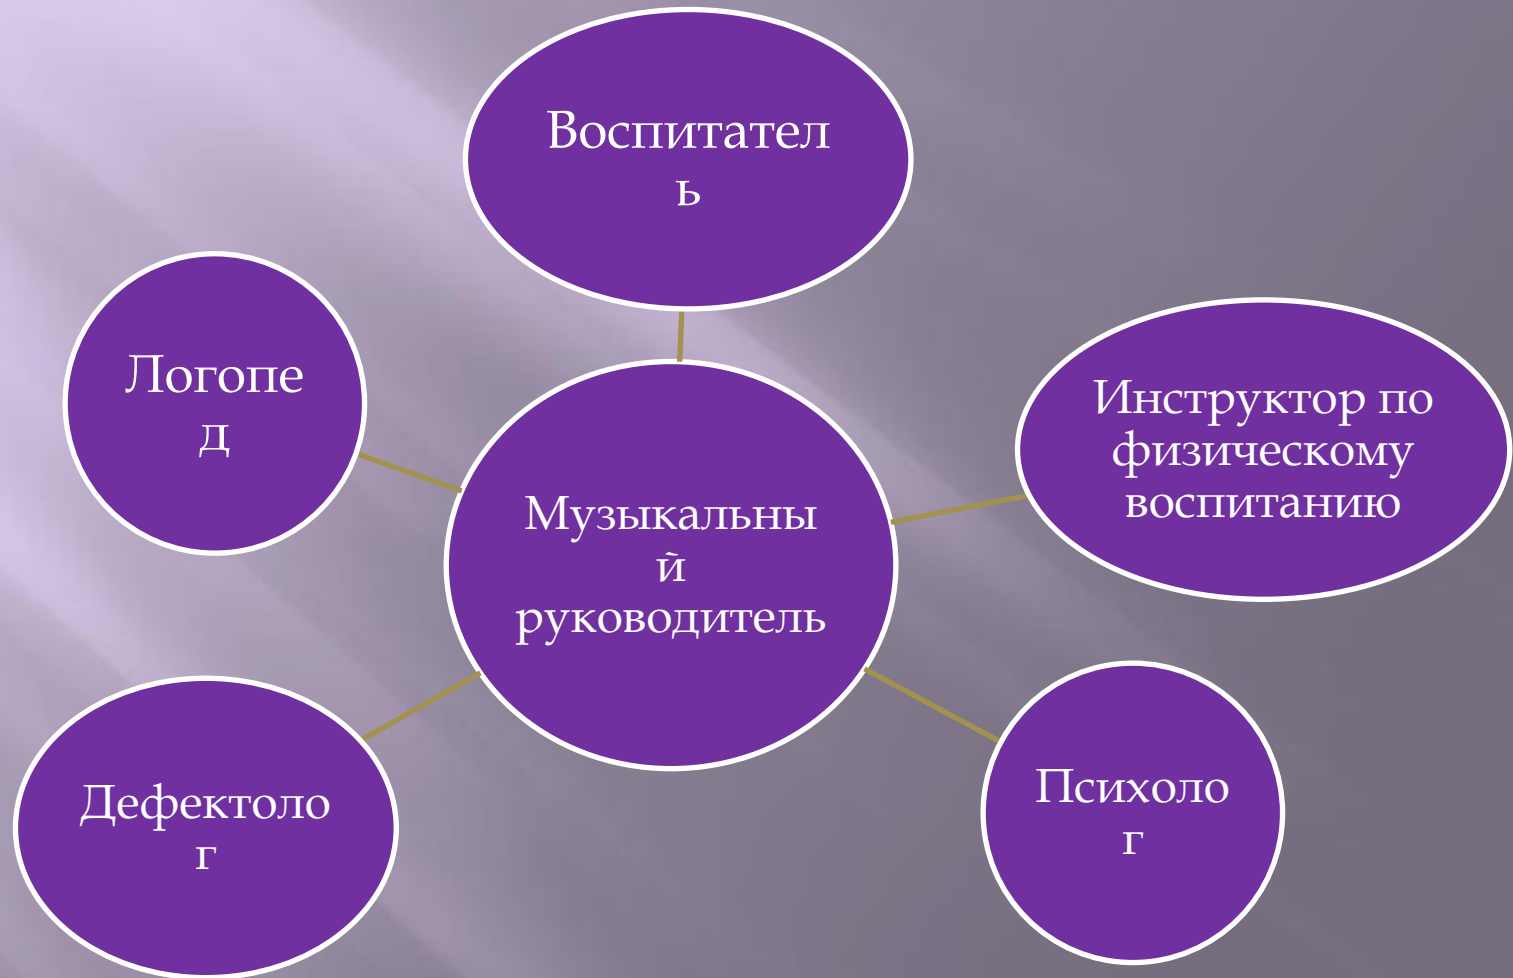 Воспитател
ь
Логопе
д
Инструктор по
физическому
воспитанию
Музыкальны
й
руководитель
Дефектоло
г
Психоло
г